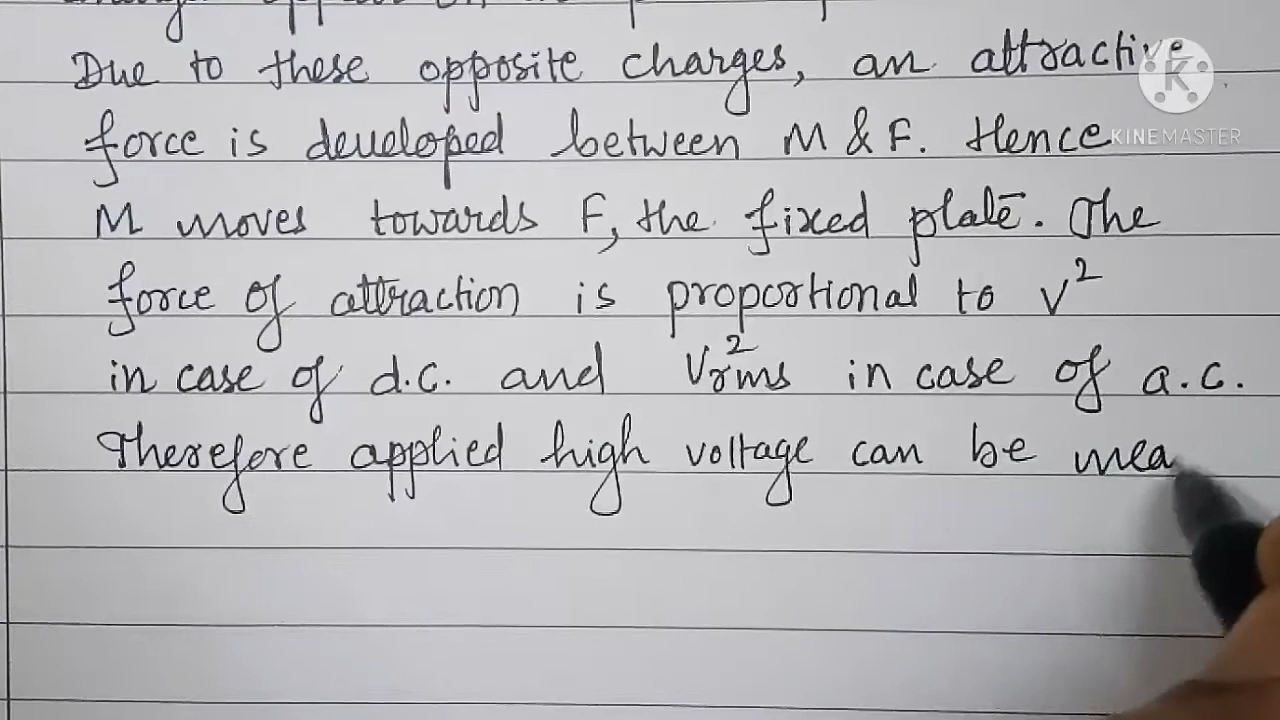 Due to these opposite charges, an attractive
force is developed between M & F. Hence
M moves towards F, the fixed plate. The
force of attraction is proportional to V²
in case of d.c. and Vrms² in case of a.c.
Therefore applied high voltage can be mea
KINEMASTER